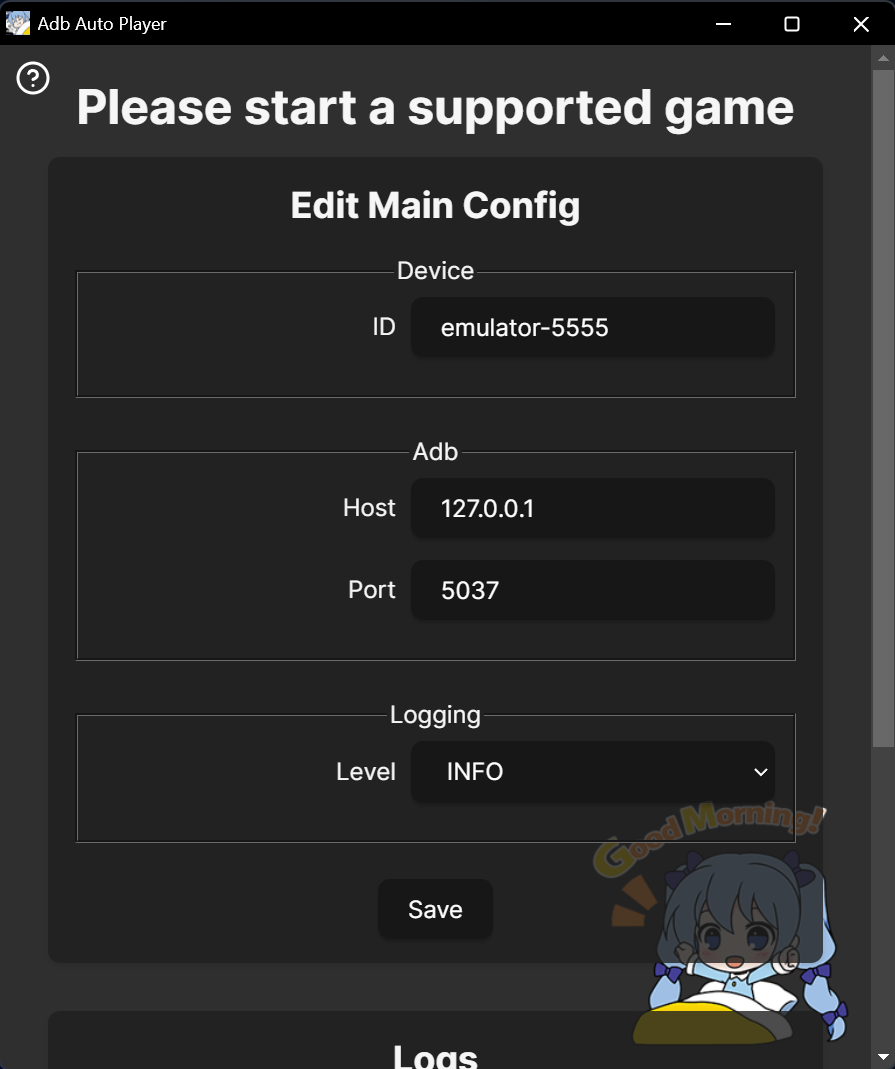 Adb Auto Player
Please start a supported game
Edit Main Config
Device
ID emulator-5555
Adb
Host 127.0.0.1
Port 5037
Logging
Level INFO
Good Morning!
Save
Logs